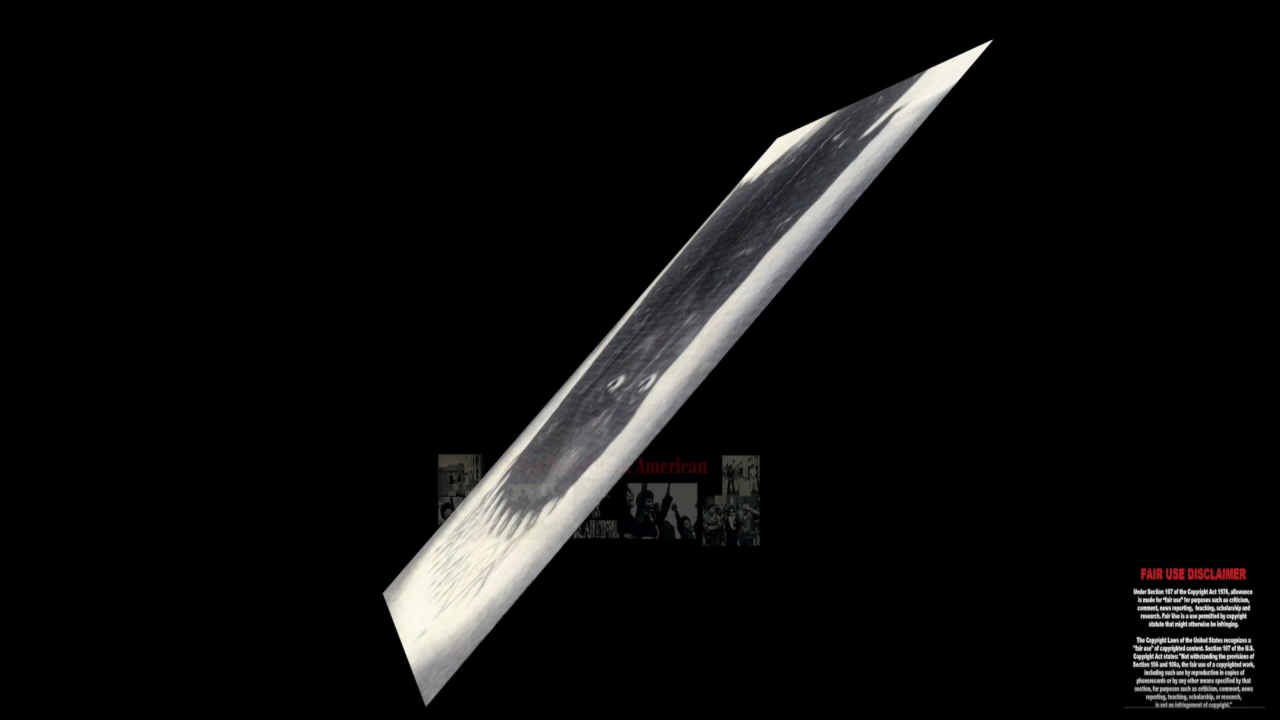 American
FAIR USE DISCLAIMER
Under Section 107 of the Copyright Act 1976, allowance
is made for "fair use" for purposes such as criticism,
comment, news reporting, teaching, scholarship and
research. Fair Use is a use permitted by copyright
statute that might otherwise be infringing.
The Copyright Laws of the United States recognizes a
"fair use" of copyrighted content. Section 107 of the U.S.
Copyright Act states: "Not withstanding the provisions of
Section 106 and 106a, the fair use of a copyrighted work,
including such use by reproduction in copies of
phonorecords or by any other means specified by that
section, for purposes such as criticism, comment, news
reporting, teaching, scholarship, or research,
is not an infringement of copyright."